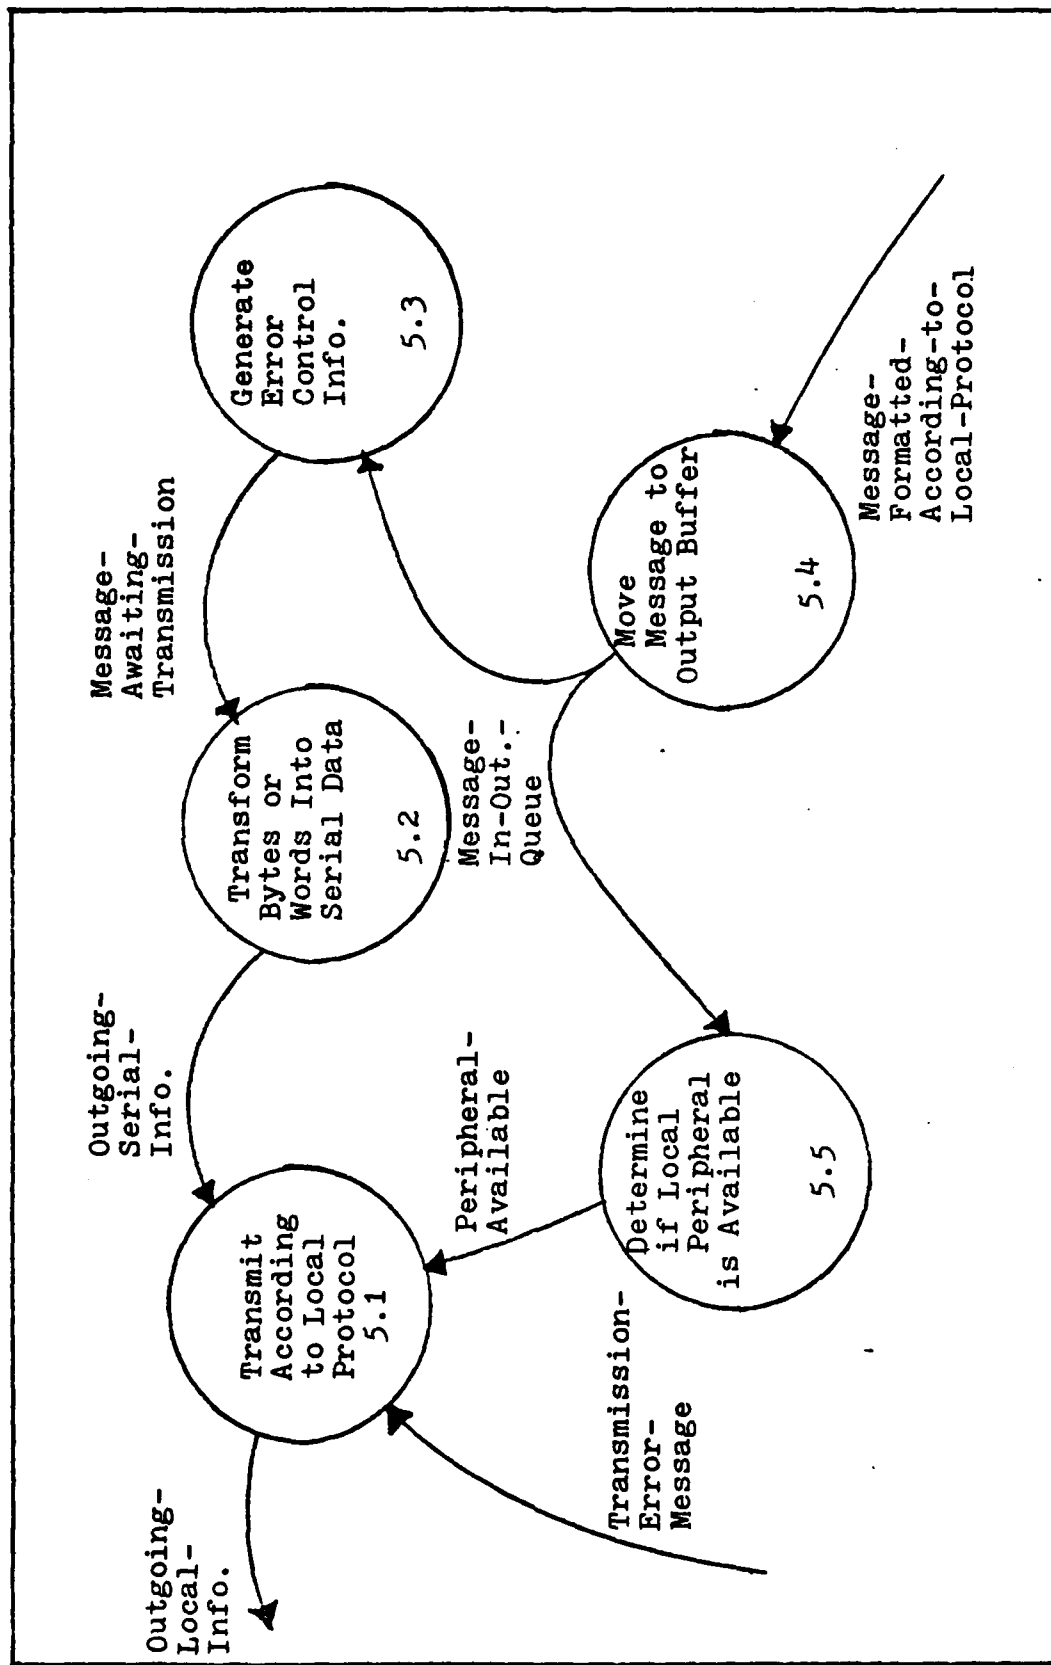 Outgoing-
Local-
Info.
Transmit
According
to Local
Protocol
5.1
Outgoing-
Serial-
Info.
Transform
Bytes or
Words Into
Serial Data
5.2
Message-
Awaiting-
Transmission
Generate
Error
Control
Info.
5.3
Transmission-
Error-
Message
Peripheral-
Available
Determine
if Local
Peripheral
is Available
5.5
Message-
In-Out.-
Queue
Move
Message to
Output Buffer
5.4
Message-
Formatted-
According-to-
Local-Protocol